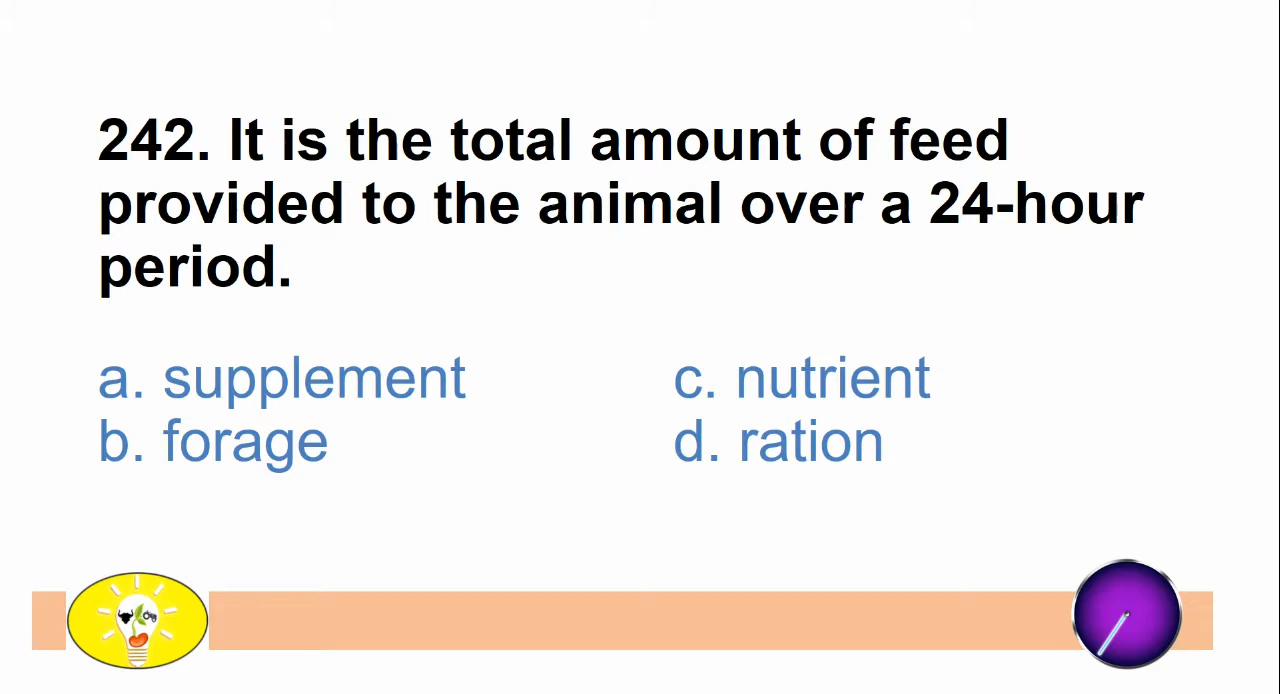 242. It is the total amount of feed
provided to the animal over a 24-hour
period.
a. supplement
b. forage
c. nutrient
d. ration